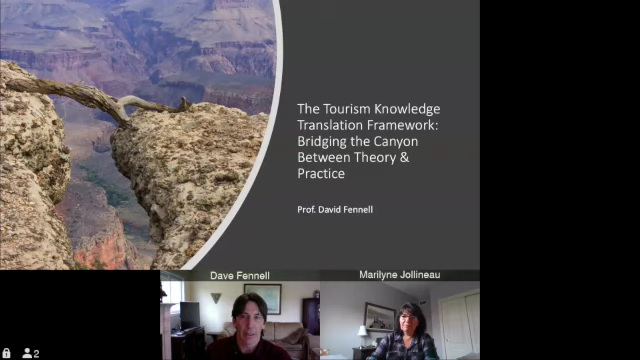 The Tourism Knowledge
Translation Framework:
Bridging the Canyon
Between Theory &
Practice
Prof. David Fennell
Dave Fennell
Marilyne Jollineau
2